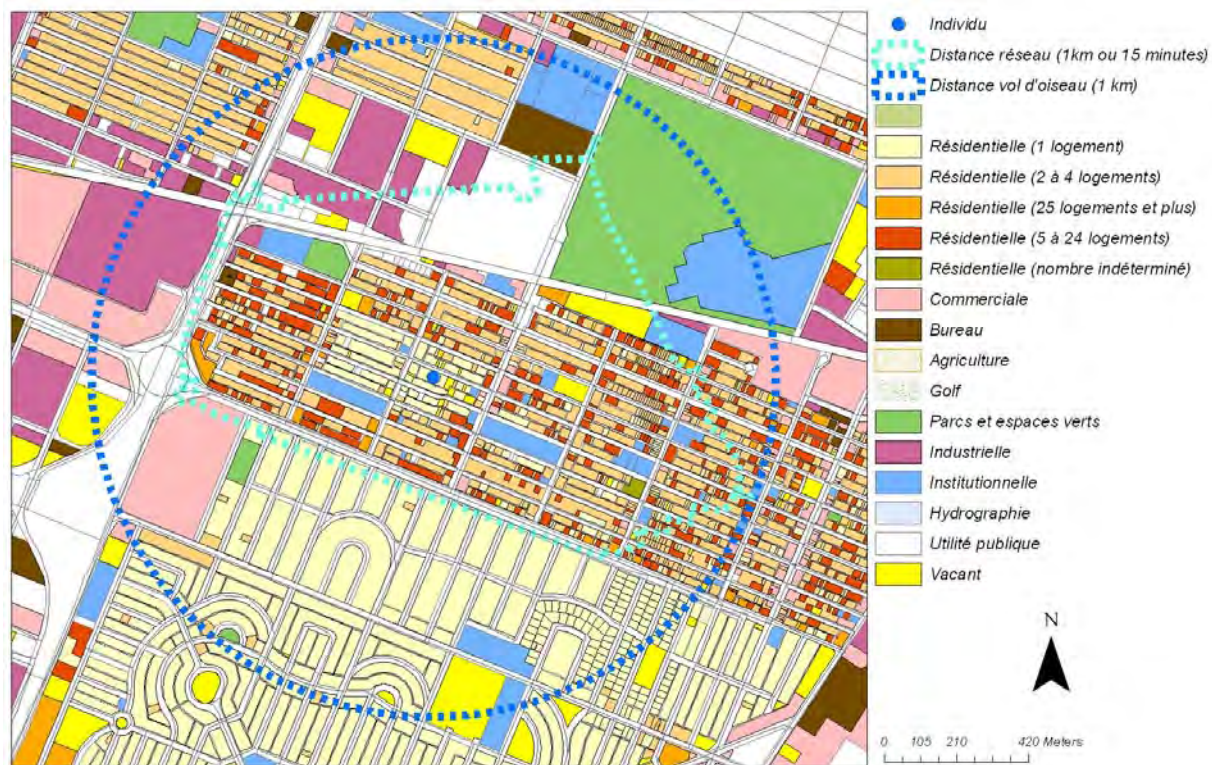 Individu
Distance réseau (1km ou 15 minutes)
Distance vol d'oiseau (1 km)
Résidentielle (1 logement)
Résidentielle (2 à 4 logements)
Résidentielle (25 logements et plus)
Résidentielle (5 à 24 logements)
Résidentielle (nombre indéterminé)
Commerciale
Bureau
Agriculture
Golf
Parcs et espaces verts
Industrielle
Institutionnelle
Hydrographie
Utilité publique
Vacant
N
0 105 210 420 Meters